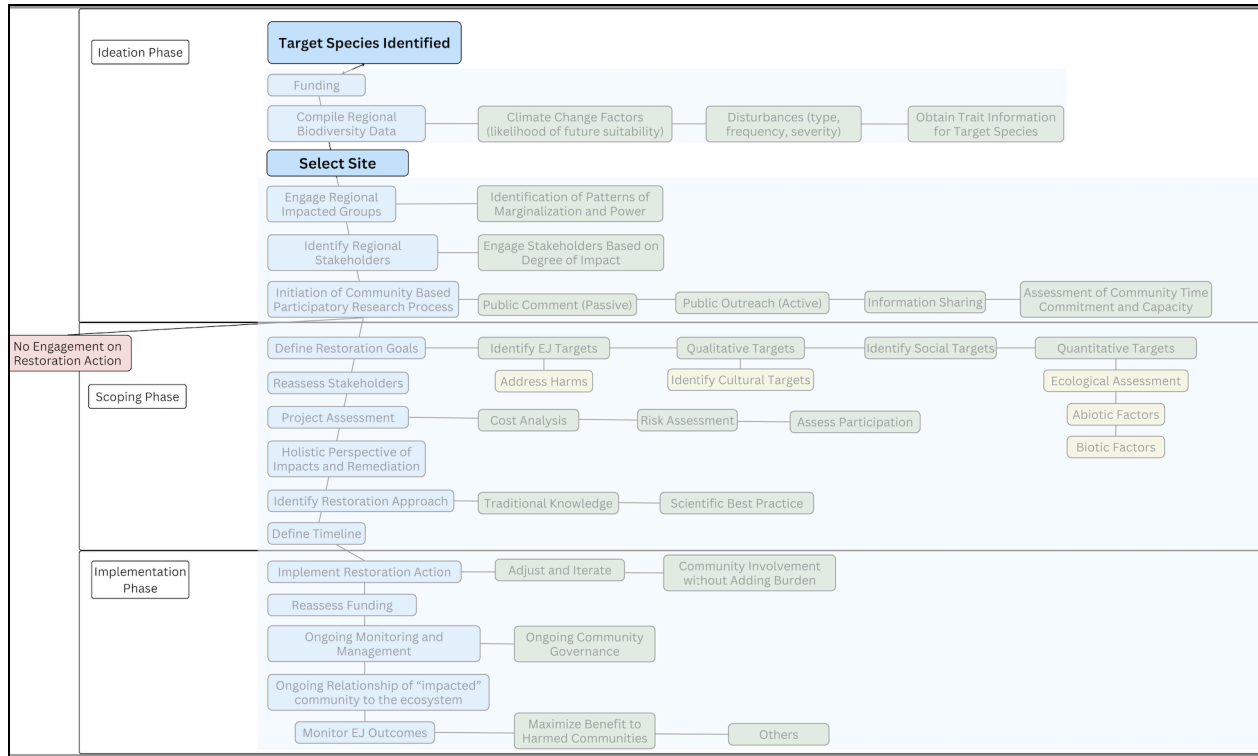 Ideation Phase
Target Species Identified
Funding
Compile Regional
Biodiversity Data
Climate Change Factors
(likelihood of future suitability)
Disturbances (type,
frequency, severity)
Obtain Trait Information
for Target Species
Select Site
Engage Regional
Impacted Groups
Identification of Patterns of
Marginalization and Power
Identify Regional
Stakeholders
Engage Stakeholders Based on
Degree of Impact
Initiation of Community Based
Participatory Research Process
Public Comment (Passive)
Public Outreach (Active)
Information Sharing
Assessment of Community Time
Commitment and Capacity
No Engagement on
Restoration Action
Scoping Phase
Define Restoration Goals
Identify EJ Targets
Qualitative Targets
Identify Social Targets
Quantitative Targets
Address Harms
Identify Cultural Targets
Ecological Assessment
Abiotic Factors
Biotic Factors
Reassess Stakeholders
Project Assessment
Cost Analysis
Risk Assessment
Assess Participation
Holistic Perspective of
Impacts and Remediation
Identify Restoration Approach
Traditional Knowledge
Scientific Best Practice
Define Timeline
Implementation
Phase
Implement Restoration Action
Adjust and Iterate
Community Involvement
without Adding Burden
Reassess Funding
Ongoing Monitoring and
Management
Ongoing Community
Governance
Ongoing Relationship of “impacted”
community to the ecosystem
Monitor EJ Outcomes
Maximize Benefit to
Harmed Communities
Others